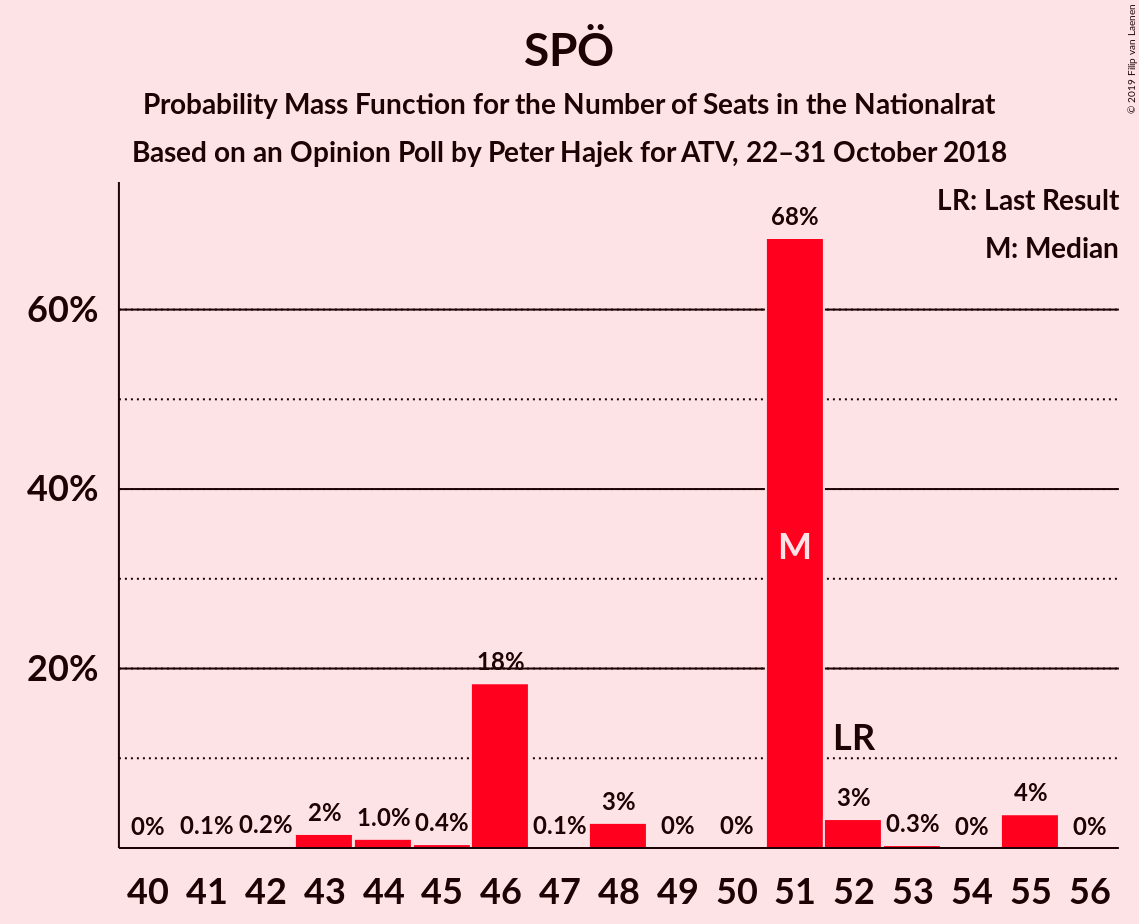 SPÖ
Probability Mass Function for the Number of Seats in the Nationalrat
Based on an Opinion Poll by Peter Hajek for ATV, 22–31 October 2018
© 2019 Filip van Laenen
LR: Last Result
M: Median
60%
40%
20%
0% 0.1% 0.2% 2% 1.0% 0.4% 18% 0.1% 3% 0% 0% 68% 3% 0.3% 0% 4% 0%
M
LR
40 41 42 43 44 45 46 47 48 49 50 51 52 53 54 55 56